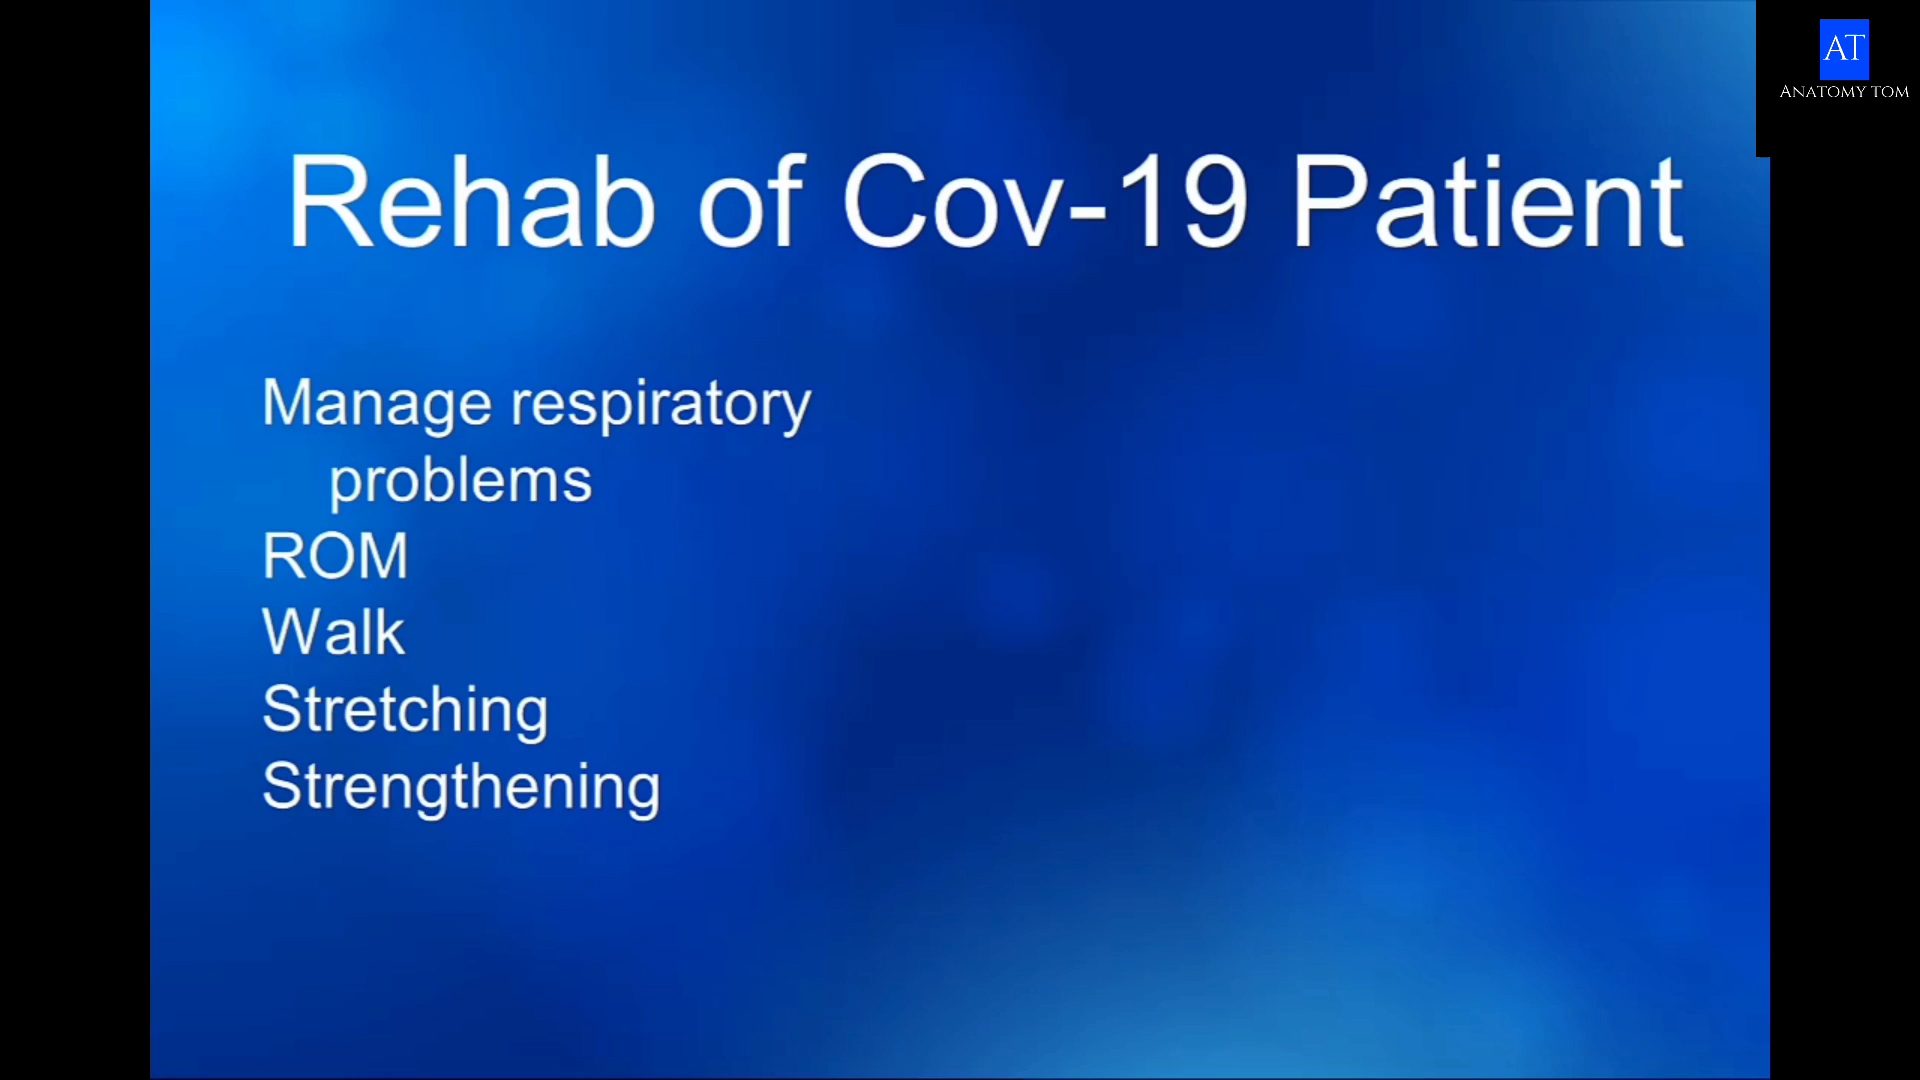 AT
ANATOMY TOM
Rehab of Cov-19 Patient
Manage respiratory
problems
ROM
Walk
Stretching
Strengthening